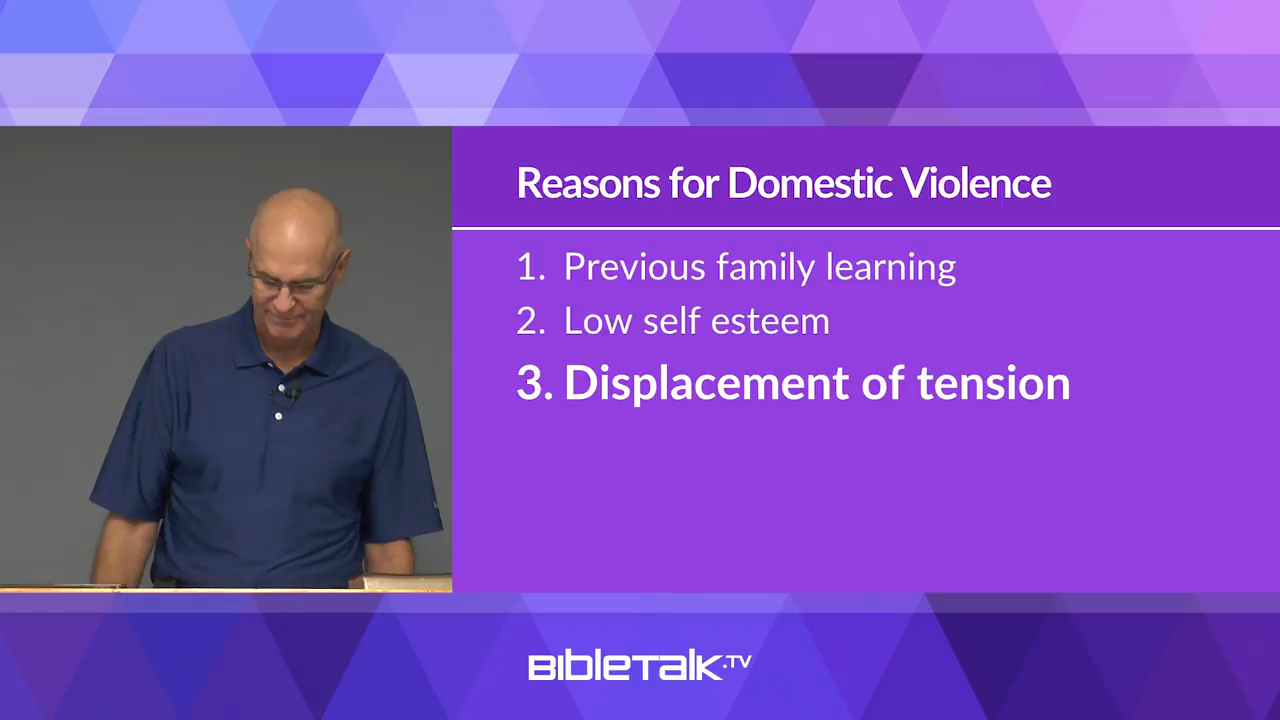 Reasons for Domestic Violence
1. Previous family learning
2. Low self esteem
3. Displacement of tension
BIBLETALK.TV